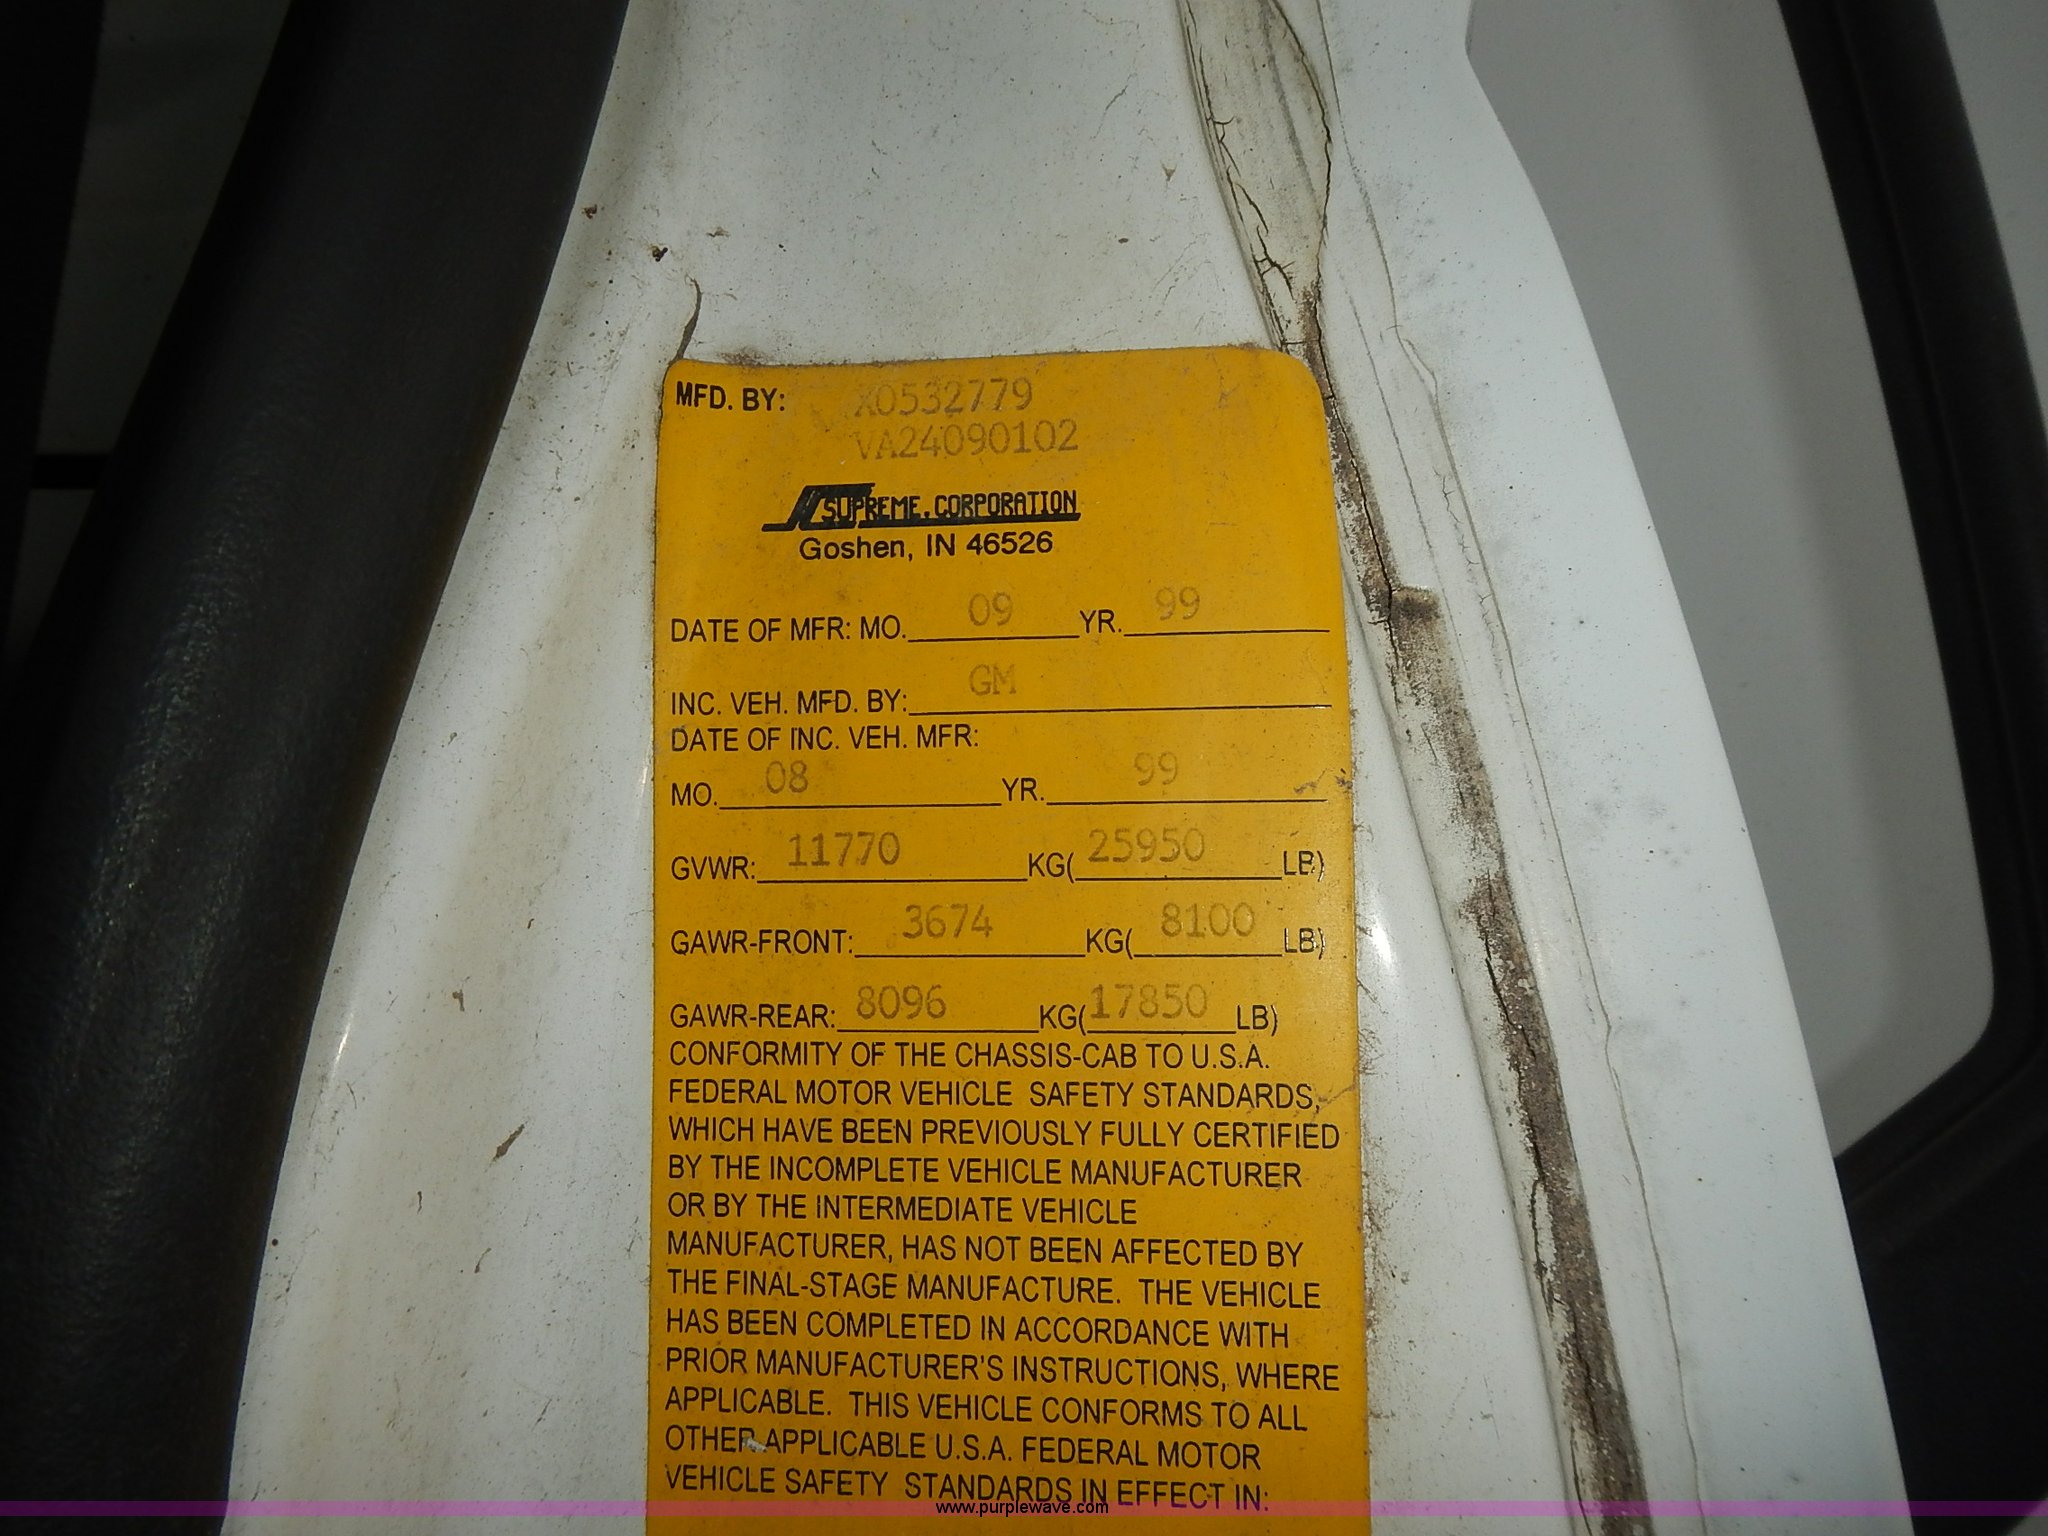 MFD. BY: X0532779
VA24090102
SUPREME. CORPORATION
Goshen, IN 46526
DATE OF MFR: MO. 09 YR. 99
INC. VEH. MFD. BY: GM
DATE OF INC. VEH. MFR:
MO. 08 YR. 99
GVWR: 11770 KG( 25950 LB)
GAWR-FRONT: 3674 KG( 8100 LB)
GAWR-REAR: 8096 KG( 17850 LB)
CONFORMITY OF THE CHASSIS-CAB TO U.S.A.
FEDERAL MOTOR VEHICLE SAFETY STANDARDS,
WHICH HAVE BEEN PREVIOUSLY FULLY CERTIFIED
BY THE INCOMPLETE VEHICLE MANUFACTURER
OR BY THE INTERMEDIATE VEHICLE
MANUFACTURER, HAS NOT BEEN AFFECTED BY
THE FINAL-STAGE MANUFACTURE. THE VEHICLE
HAS BEEN COMPLETED IN ACCORDANCE WITH
PRIOR MANUFACTURER'S INSTRUCTIONS, WHERE
APPLICABLE. THIS VEHICLE CONFORMS TO ALL
OTHER APPLICABLE U.S.A. FEDERAL MOTOR
VEHICLE SAFETY STANDARDS IN EFFECT IN:
www.purplewave.com